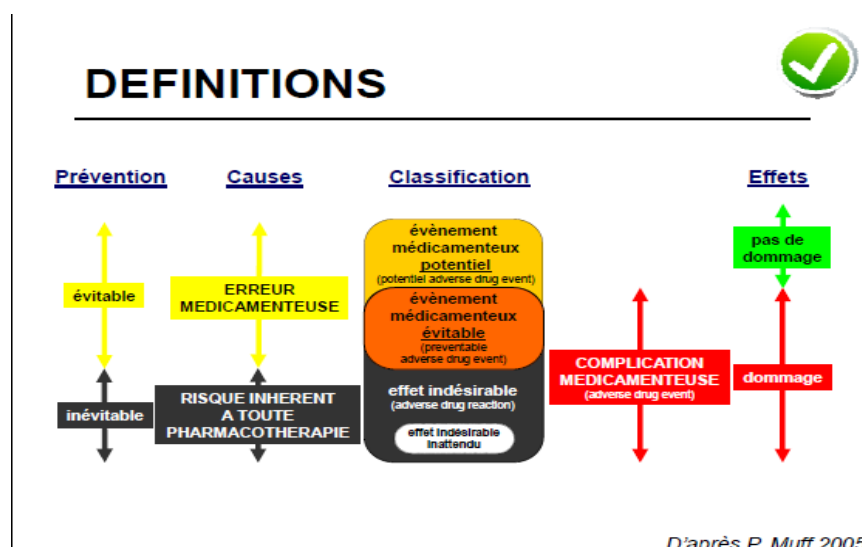 DEFINITIONS
Prévention
Causes
Classification
Effets
évitable
inévitable
ERREUR
MEDICAMENTEUSE
RISQUE INHERENT
A TOUTE
PHARMACOTHERAPIE
évènement
médicamenteux
potentiel
(potentiel adverse drug event)
évènement
médicamenteux
évitable
(preventable
adverse drug event)
effet indésirable
(adverse drug reaction)
effet indésirable
inattendu
COMPLICATION
MEDICAMENTEUSE
(adverse drug event)
pas de
dommage
dommage
D'après P. Muff 2005